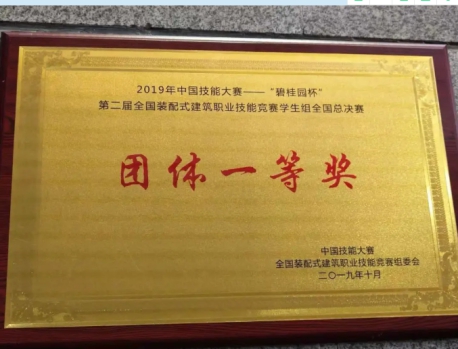 2019年中国技能大赛——“碧桂园杯”
第二届全国装配式建筑职业技能竞赛学生组全国总决赛
团体一等奖
中国技能大赛
全国装配式建筑职业技能竞赛组委会
二〇一九年十月